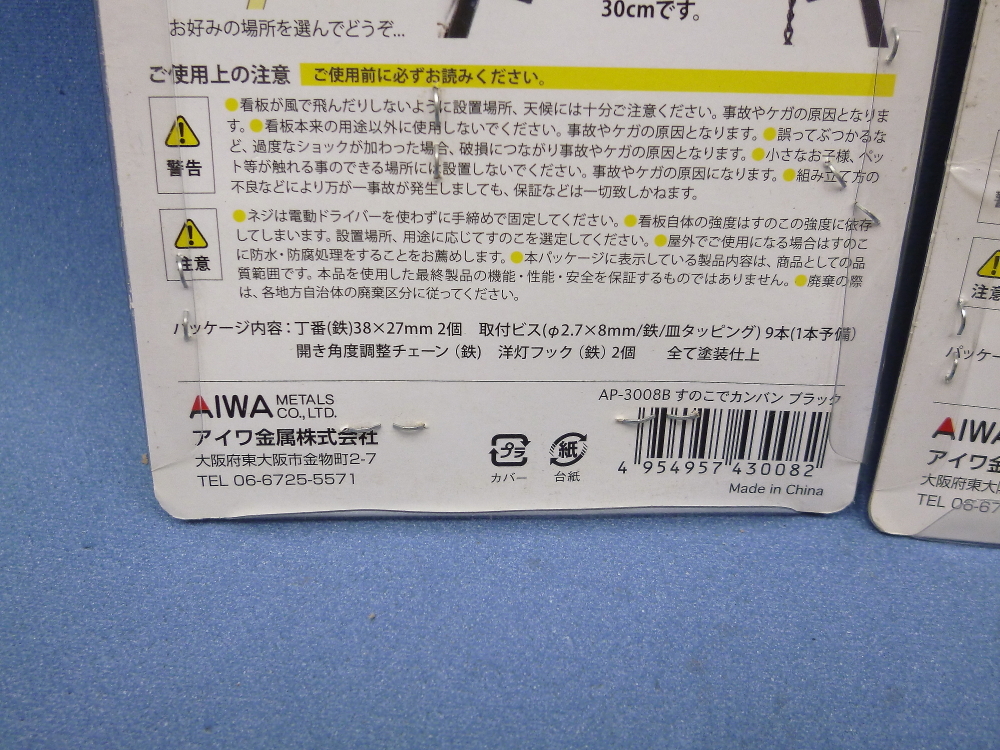 お好みの場所を選んでどうぞ...
30cmです。
ご使用上の注意 ご使用前に必ずお読みください。
警告
●看板が風で飛んだりしないように設置場所、天候には十分ご注意ください。事故やケガの原因となりま
す。●看板本来の用途以外に使用しないでください。事故やケガの原因となります。●誤ってぶつかるな
ど、過度なショックが加わった場合、破損につながり事故やケガの原因となります。●小さなお子様、ペッ
ト等が触れる事のできる場所には設置しないでください。事故やケガの原因になります。●組み立て方の
不良などにより万が一事故が発生しましても、保証などは一切致しかねます。
注意
●ネジは電動ドライバーを使わずに手締めで固定してください。●看板自体の強度はすのこの強度に依存
してしまいます。設置場所、用途に応じてすのこを選定してください。●屋外でご使用になる場合はすのこ
に防水・防腐処理をすることをお薦めします。●本パッケージに表示している製品内容は、商品としての品
質範囲です。本品を使用した最終製品の機能・性能・安全を保証するものではありません。●廃棄の際
は、各地方自治体の廃棄区分に従ってください。
パッケージ内容：丁番(鉄)38×27mm 2個 取付ビス(φ2.7×8mm/鉄/皿タッピング) 9本(1本予備)
開き角度調整チェーン（鉄） 洋灯フック（鉄）2個 全て塗装仕上
AIWA METALS CO., LTD.
アイワ金属株式会社
大阪府東大阪市金物町2-7
TEL 06-6725-5571
プラ
カバー
紙
台紙
AP-3008B すのこでカンバン ブラック
4 954957 430082
Made in China
注意
パッケー
AIWA
アイワ金
大阪府東大
TEL 06-67